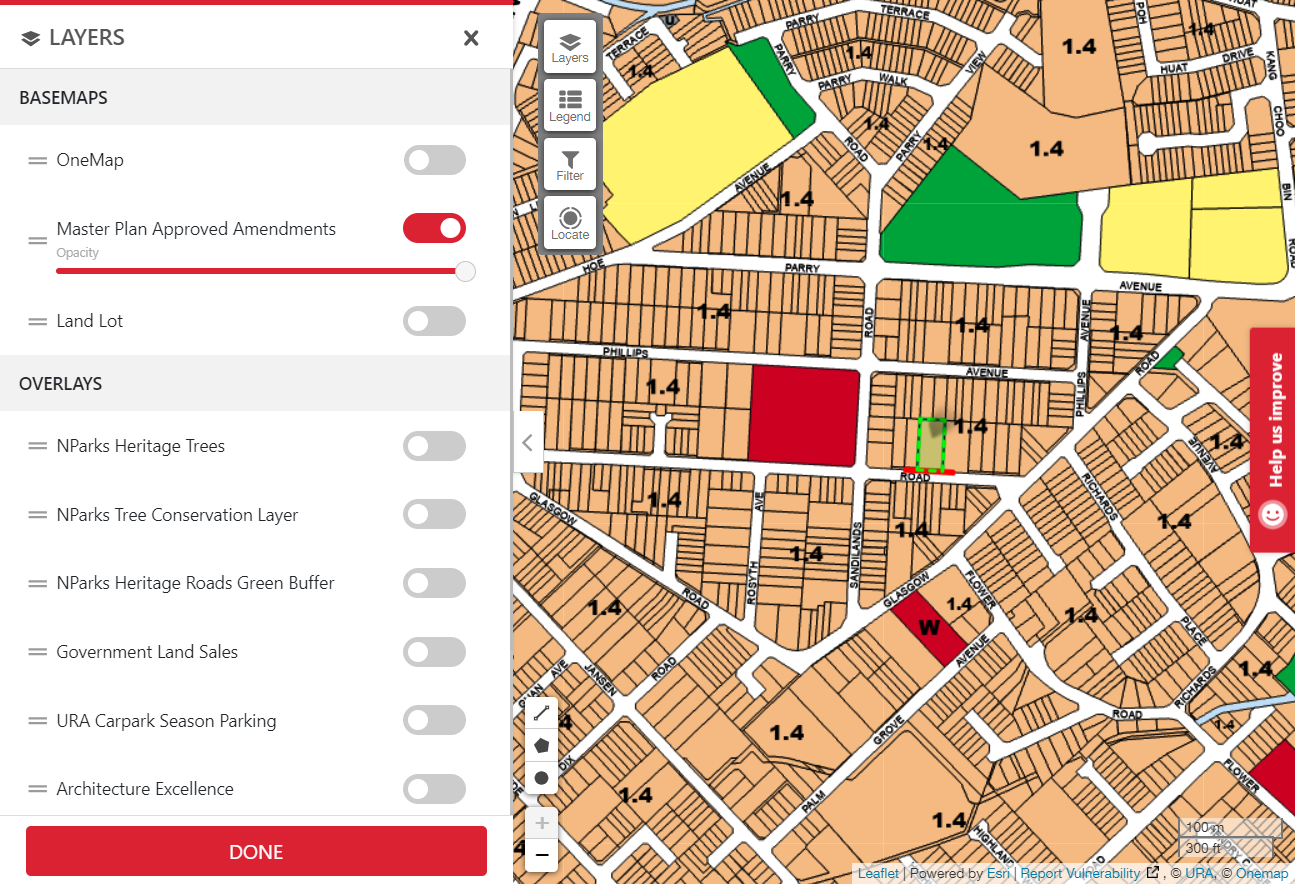 LAYERS
BASEMAPS
OneMap
Master Plan Approved Amendments
Opacity
Land Lot
OVERLAYS
NParks Heritage Trees
NParks Tree Conservation Layer
NParks Heritage Roads Green Buffer
Government Land Sales
URA Carpark Season Parking
Architecture Excellence
DONE
Layers
Legend
Filter
Locate
TERRACE
1.4
PARRY
TERRACE
PARRY
1.4
PARRY
WALK
VIEW
1.4
POH
HUAT
1.4
HUAT
DRIVE
KANG
CHOO
BIN
ROAD
1.4
ROAD
PARRY
1.4
1.4
AVENUE
1.4
HOE
PARRY
AVENUE
1.4
ROAD
1.4
AVENUE
1.4
ROAD
PHILLIPS
AVENUE
PHILLIPS
1.4
1.4
ROAD
AVENUE
1.4
RICHARDS
1.4
GLASGOW
1.4
AVE
ROSYTH
1.4
SANDILANDS
1.4
GLASGOW
FLOWER
1.4
W
AVENUE
1.4
PLACE
1.4
RICHARDS
ROAD
1.4
1.4
ROAD
AVE
JANSEN
ROAD
1.4
GROVE
PALM
1.4
DIX
1.4
HIGHLAND
ROAD
FLOWER
Help us improve
100 m
300 ft
Leaflet | Powered by Esri | Report Vulnerability , © URA, © Onemap